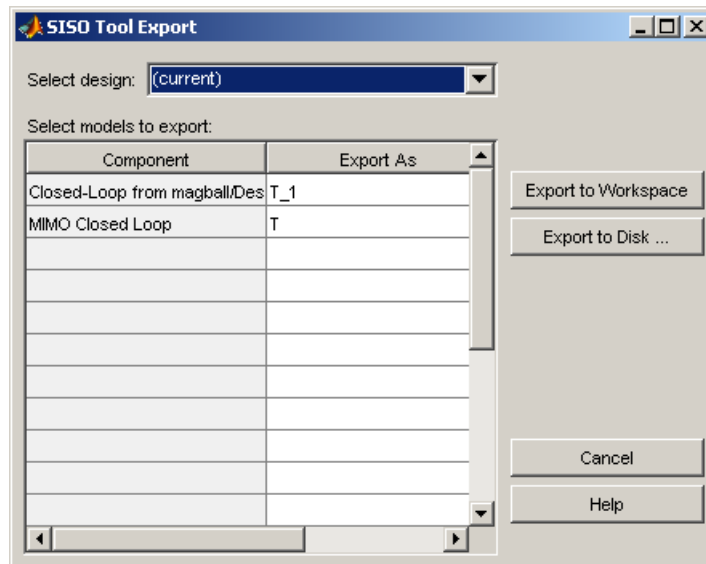 SISO Tool Export
Select design: (current)
Select models to export:
Component Export As
Closed-Loop from magball/Des T_1
MIMO Closed Loop T
Export to Workspace
Export to Disk ...
Cancel
Help